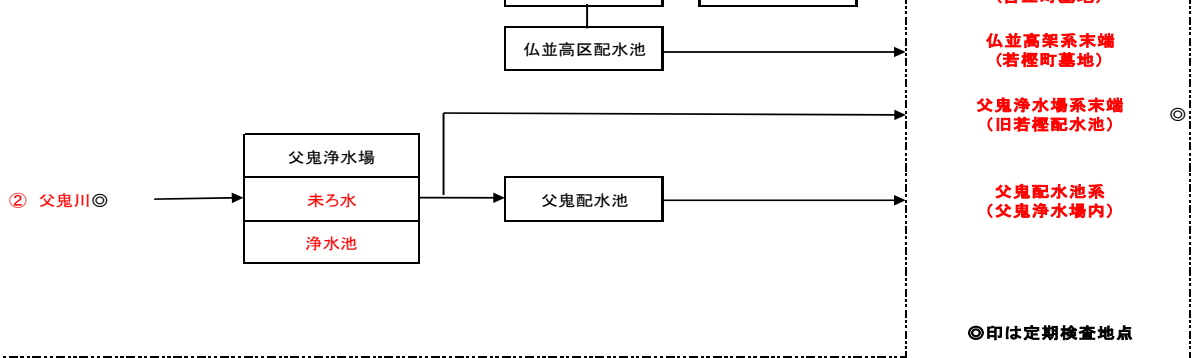 仏並高区配水池
仏並高架系末端
(若樫町墓地)
父鬼浄水場系末端
(旧若樫配水池)
◎
父鬼浄水場
② 父鬼川◎
未ろ水
浄水池
父鬼配水池
父鬼配水池系
(父鬼浄水場内)
◎印は定期検査地点